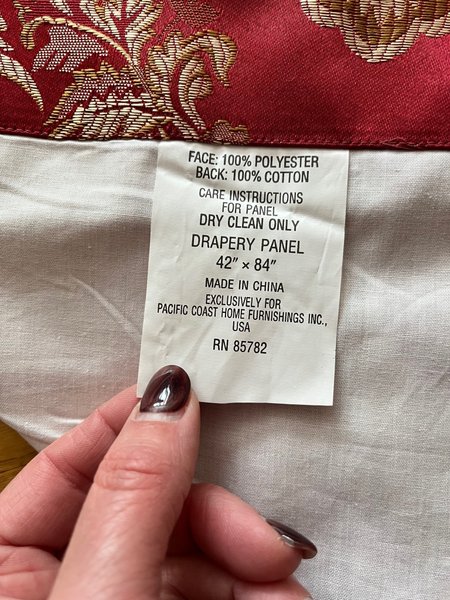 FACE: 100% POLYESTER
BACK: 100% COTTON
CARE INSTRUCTIONS
FOR PANEL
DRY CLEAN ONLY
DRAPERY PANEL
42" × 84"
MADE IN CHINA
EXCLUSIVELY FOR
PACIFIC COAST HOME FURNISHINGS INC.,
USA
RN 85782